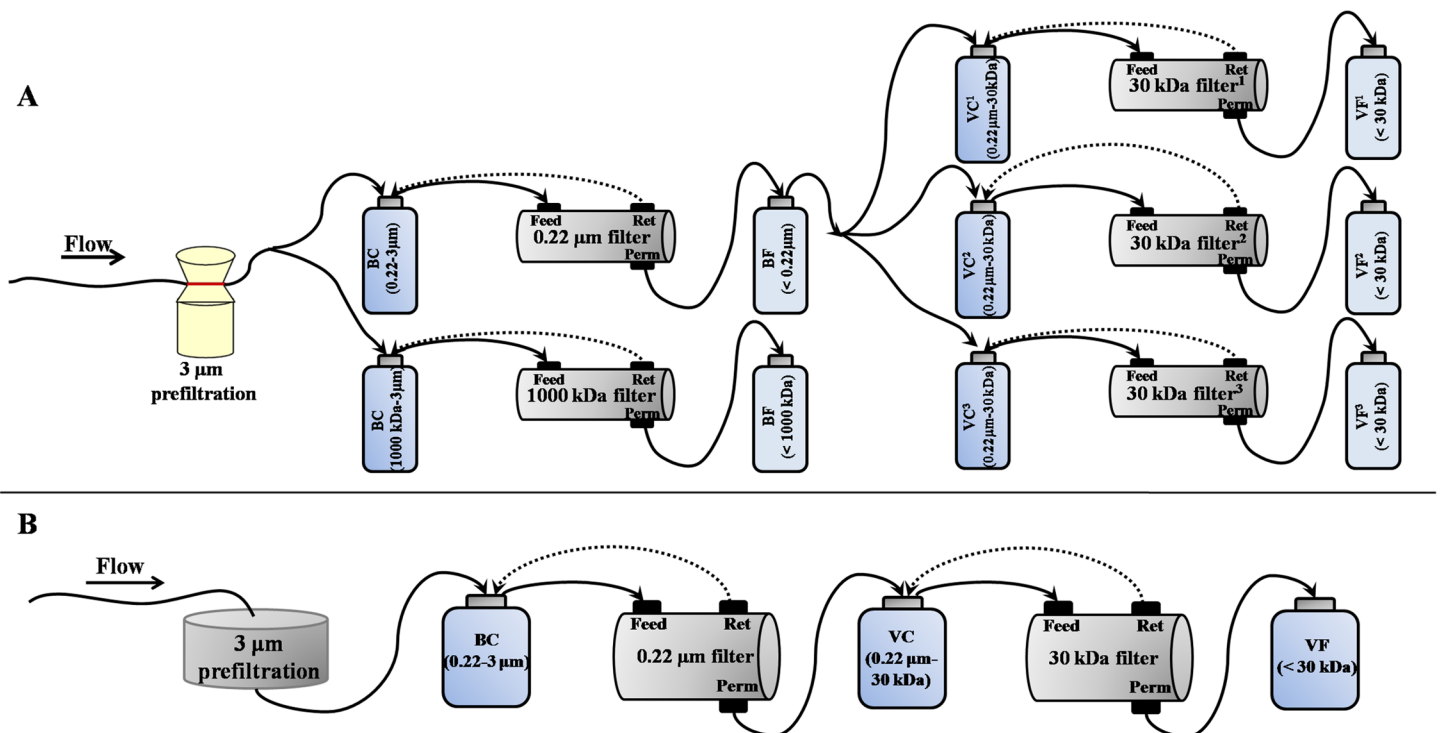 A
Flow
3 μm
prefiltration
BC
(0.22-3μm)
Feed
Ret
0.22 μm filter
Perm
BF
(< 0.22μm)
BC
(1000 kDa-3μm)
Feed
Ret
1000 kDa filter
Perm
BF
(< 1000 kDa)
VC¹
(0.22μm-30kDa)
Feed
Ret
30 kDa filter¹
Perm
VF¹
(< 30 kDa)
VC²
(0.22μm-30kDa)
Feed
Ret
30 kDa filter²
Perm
VF²
(< 30 kDa)
VC³
(0.22μm-30 kDa)
Feed
Ret
30 kDa filter³
Perm
VF³
(< 30 kDa)
B
Flow
3 μm
prefiltration
BC
(0.22-3μm)
Feed
Ret
0.22 μm filter
Perm
VC
(0.22 μm-
30 kDa)
Feed
Ret
30 kDa filter
Perm
VF
(< 30 kDa)